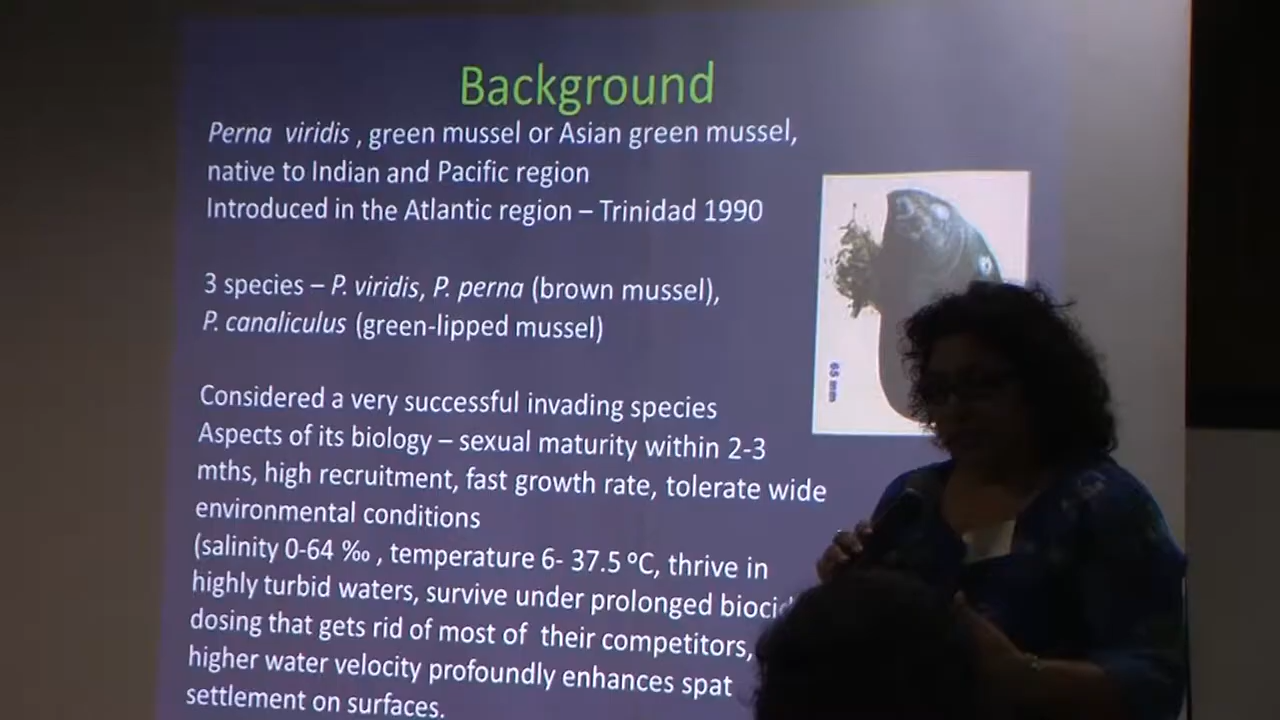 Background
Perna viridis , green mussel or Asian green mussel,
native to Indian and Pacific region
Introduced in the Atlantic region – Trinidad 1990
3 species – P. viridis, P. perna (brown mussel),
P. canaliculus (green-lipped mussel)
Considered a very successful invading species
Aspects of its biology – sexual maturity within 2-3
mths, high recruitment, fast growth rate, tolerate wide
environmental conditions
(salinity 0-64 ‰ , temperature 6- 37.5 ºC, thrive in
highly turbid waters, survive under prolonged
dosing that gets rid of most of their competitors,
higher water velocity profoundly enhances spat
settlement on surfaces.
65 mm